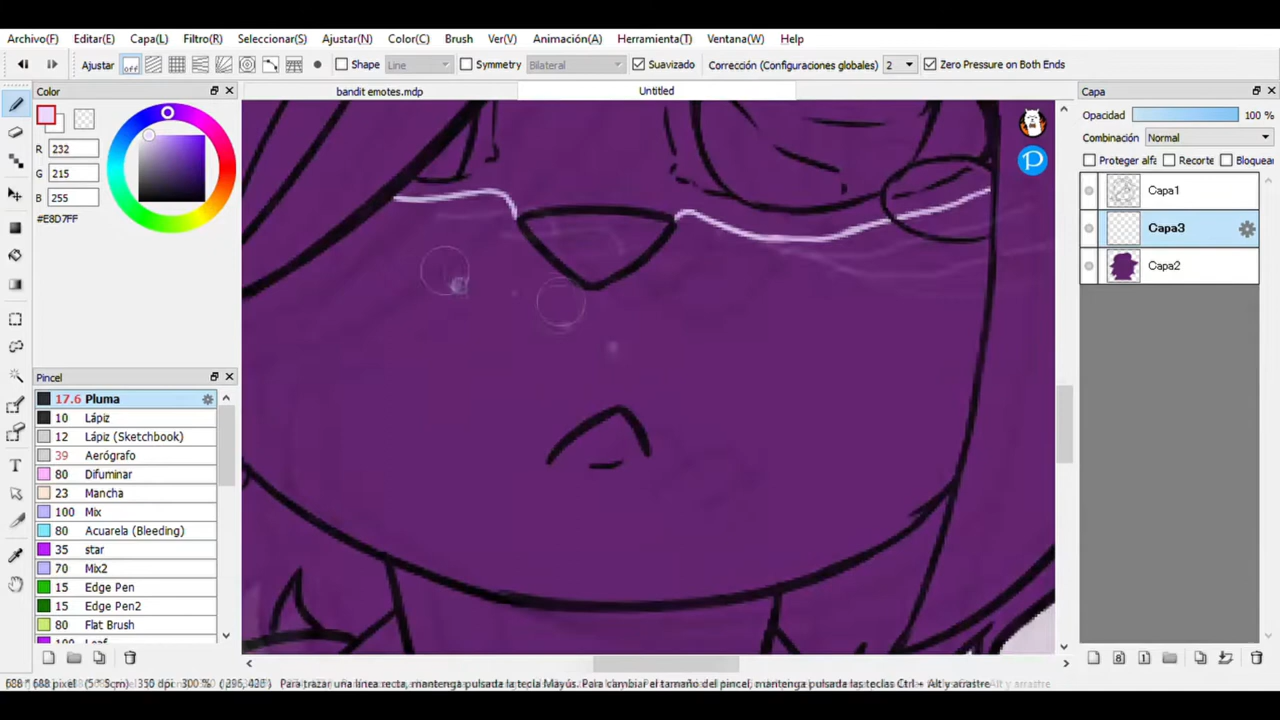 Archivo(F) Editar(E) Capa(L) Filtro(R) Seleccionar(S) Ajustar(N) Color(C) Brush Ver(V) Animación(A) Herramienta(T) Ventana(W) Help
Ajustar off Shape Line Symmetry Bilateral Suavizado Corrección (Configuraciones globales) 2 Zero Pressure on Both Ends
Color
bandit emotes.mdp
Untitled
R 232
G 215
B 255
#E8D7FF
Pincel
17.6 Pluma
10 Lápiz
12 Lápiz (Sketchbook)
39 Aerógrafo
80 Difuminar
23 Mancha
100 Mix
80 Acuarela (Bleeding)
35 star
70 Mix2
15 Edge Pen
15 Edge Pen2
80 Flat Brush
100 Leaf
Capa
Opacidad 100 %
Combinación Normal
Proteger alfa Recorte Bloquear
Capa1
Capa3
Capa2
688 * 688 pixel 350 dpi 300 % Para trazar una línea recta, mantenga pulsada la teclas Mayús. Para cambiar el tamaño del pincel, mantenga pulsada las teclas Ctrl + Alt y arrastre